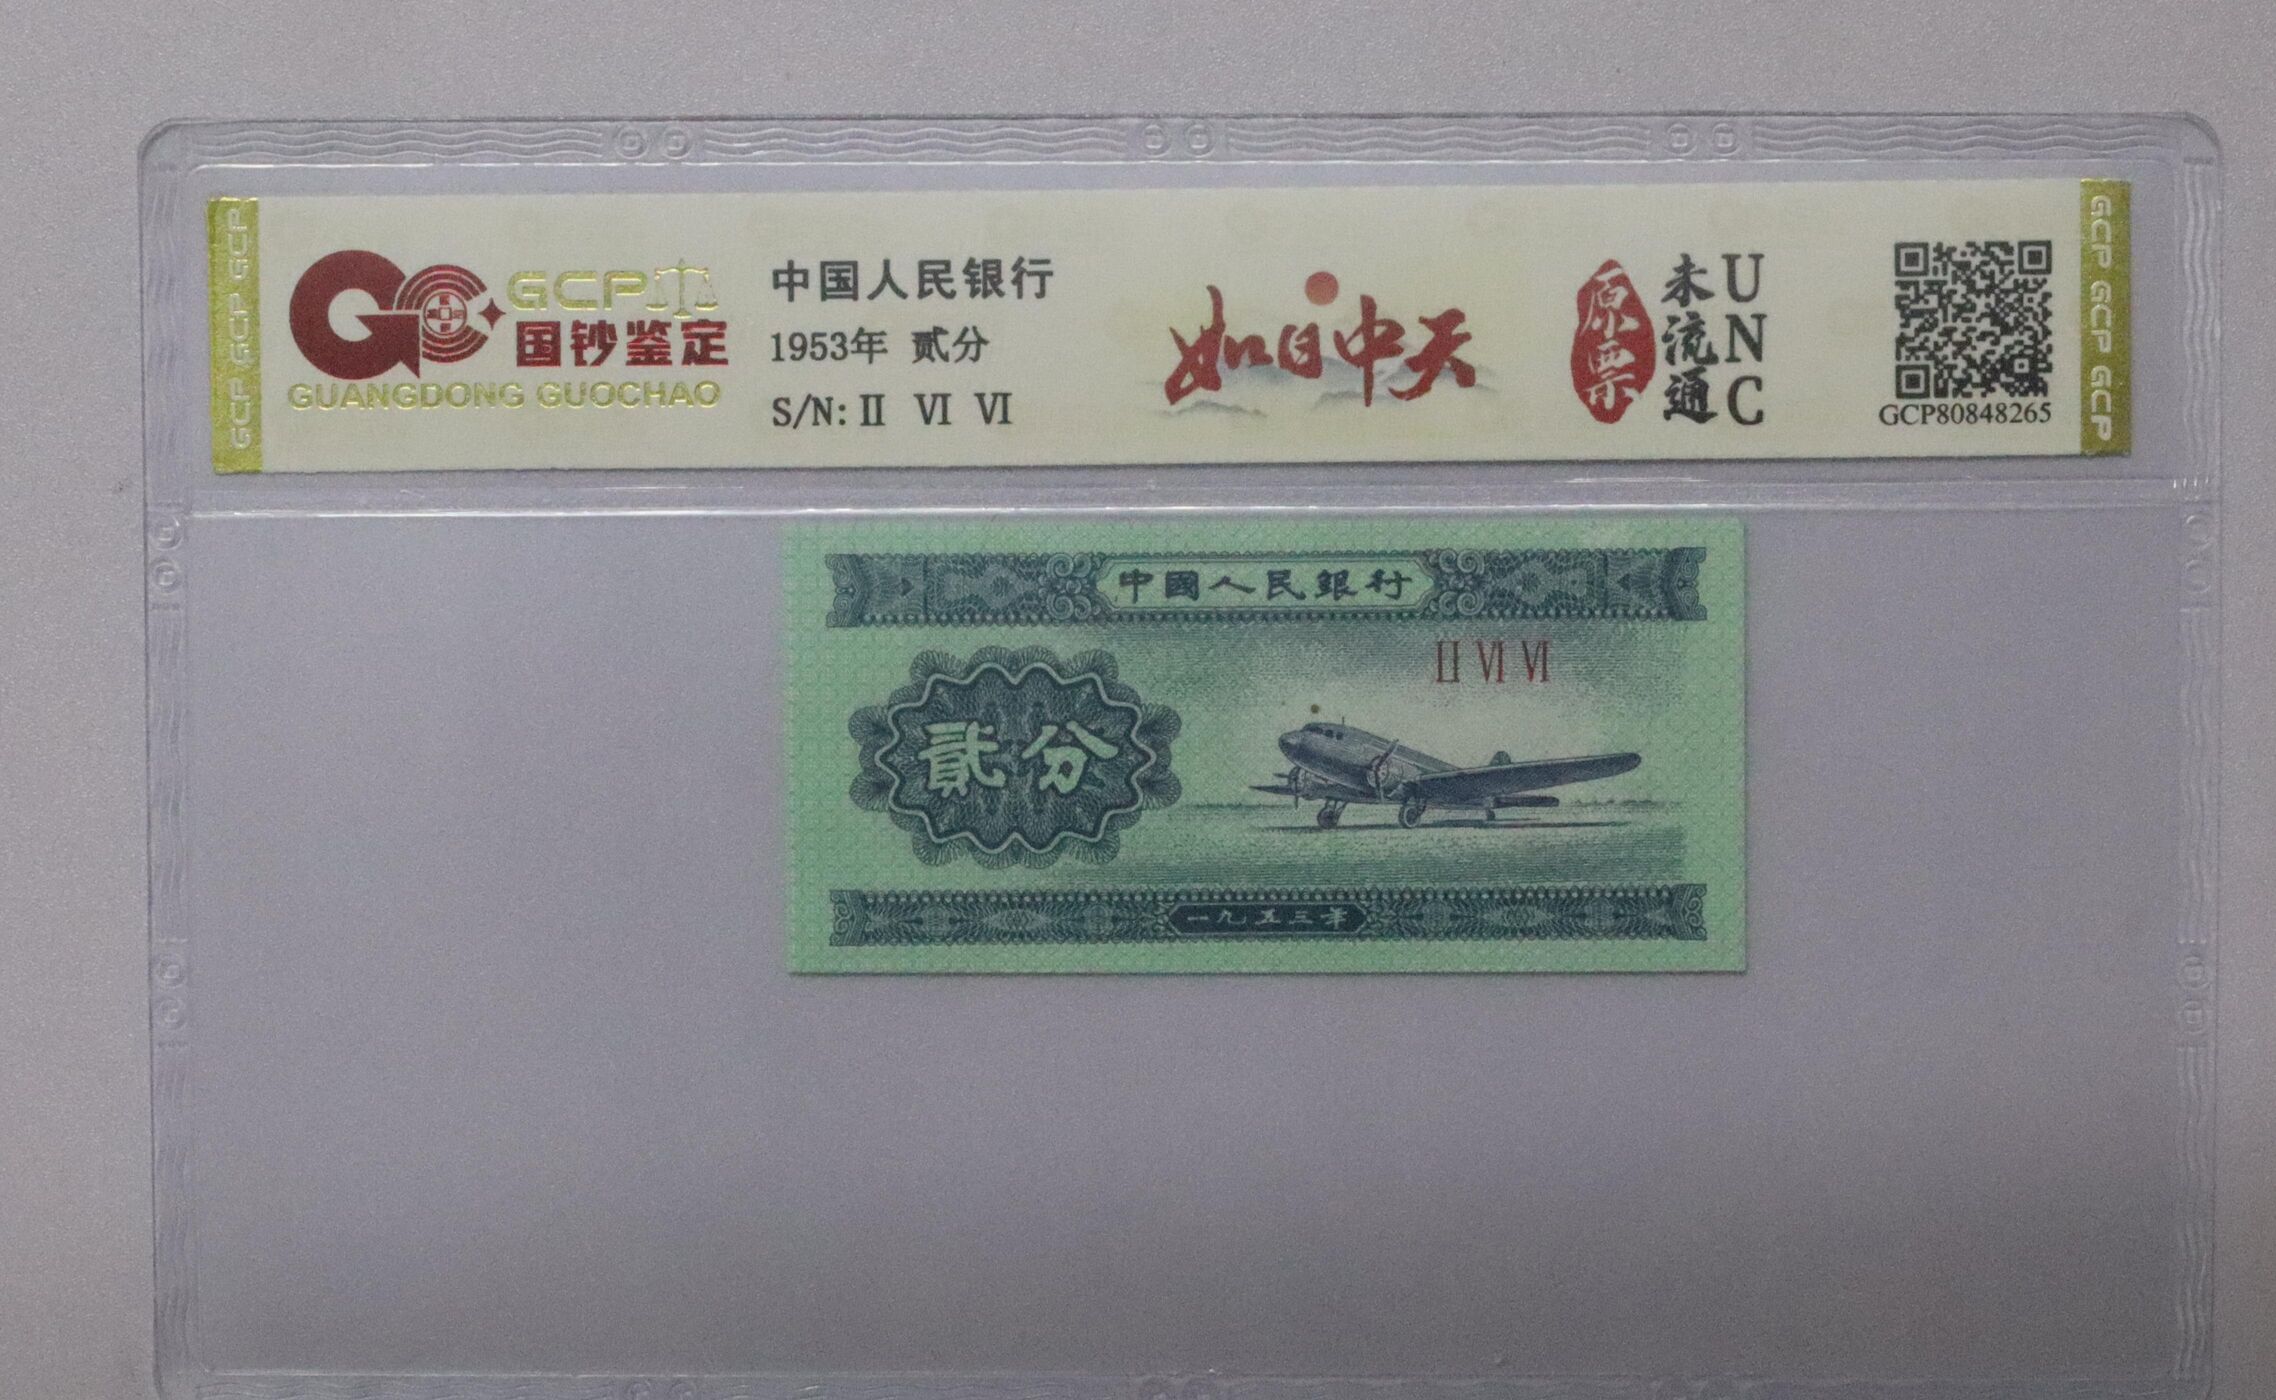 GCP
国钞鉴定
GUANGDONG GUOCHAO
中国人民银行
1953年 贰分
S/N: II VI VI
如日中天
原票
未流通
UNC
GCP80848265
GCP GCP GCP
GCP GCP GCP
中國人民銀行
II VI VI
貳分
一九五三年